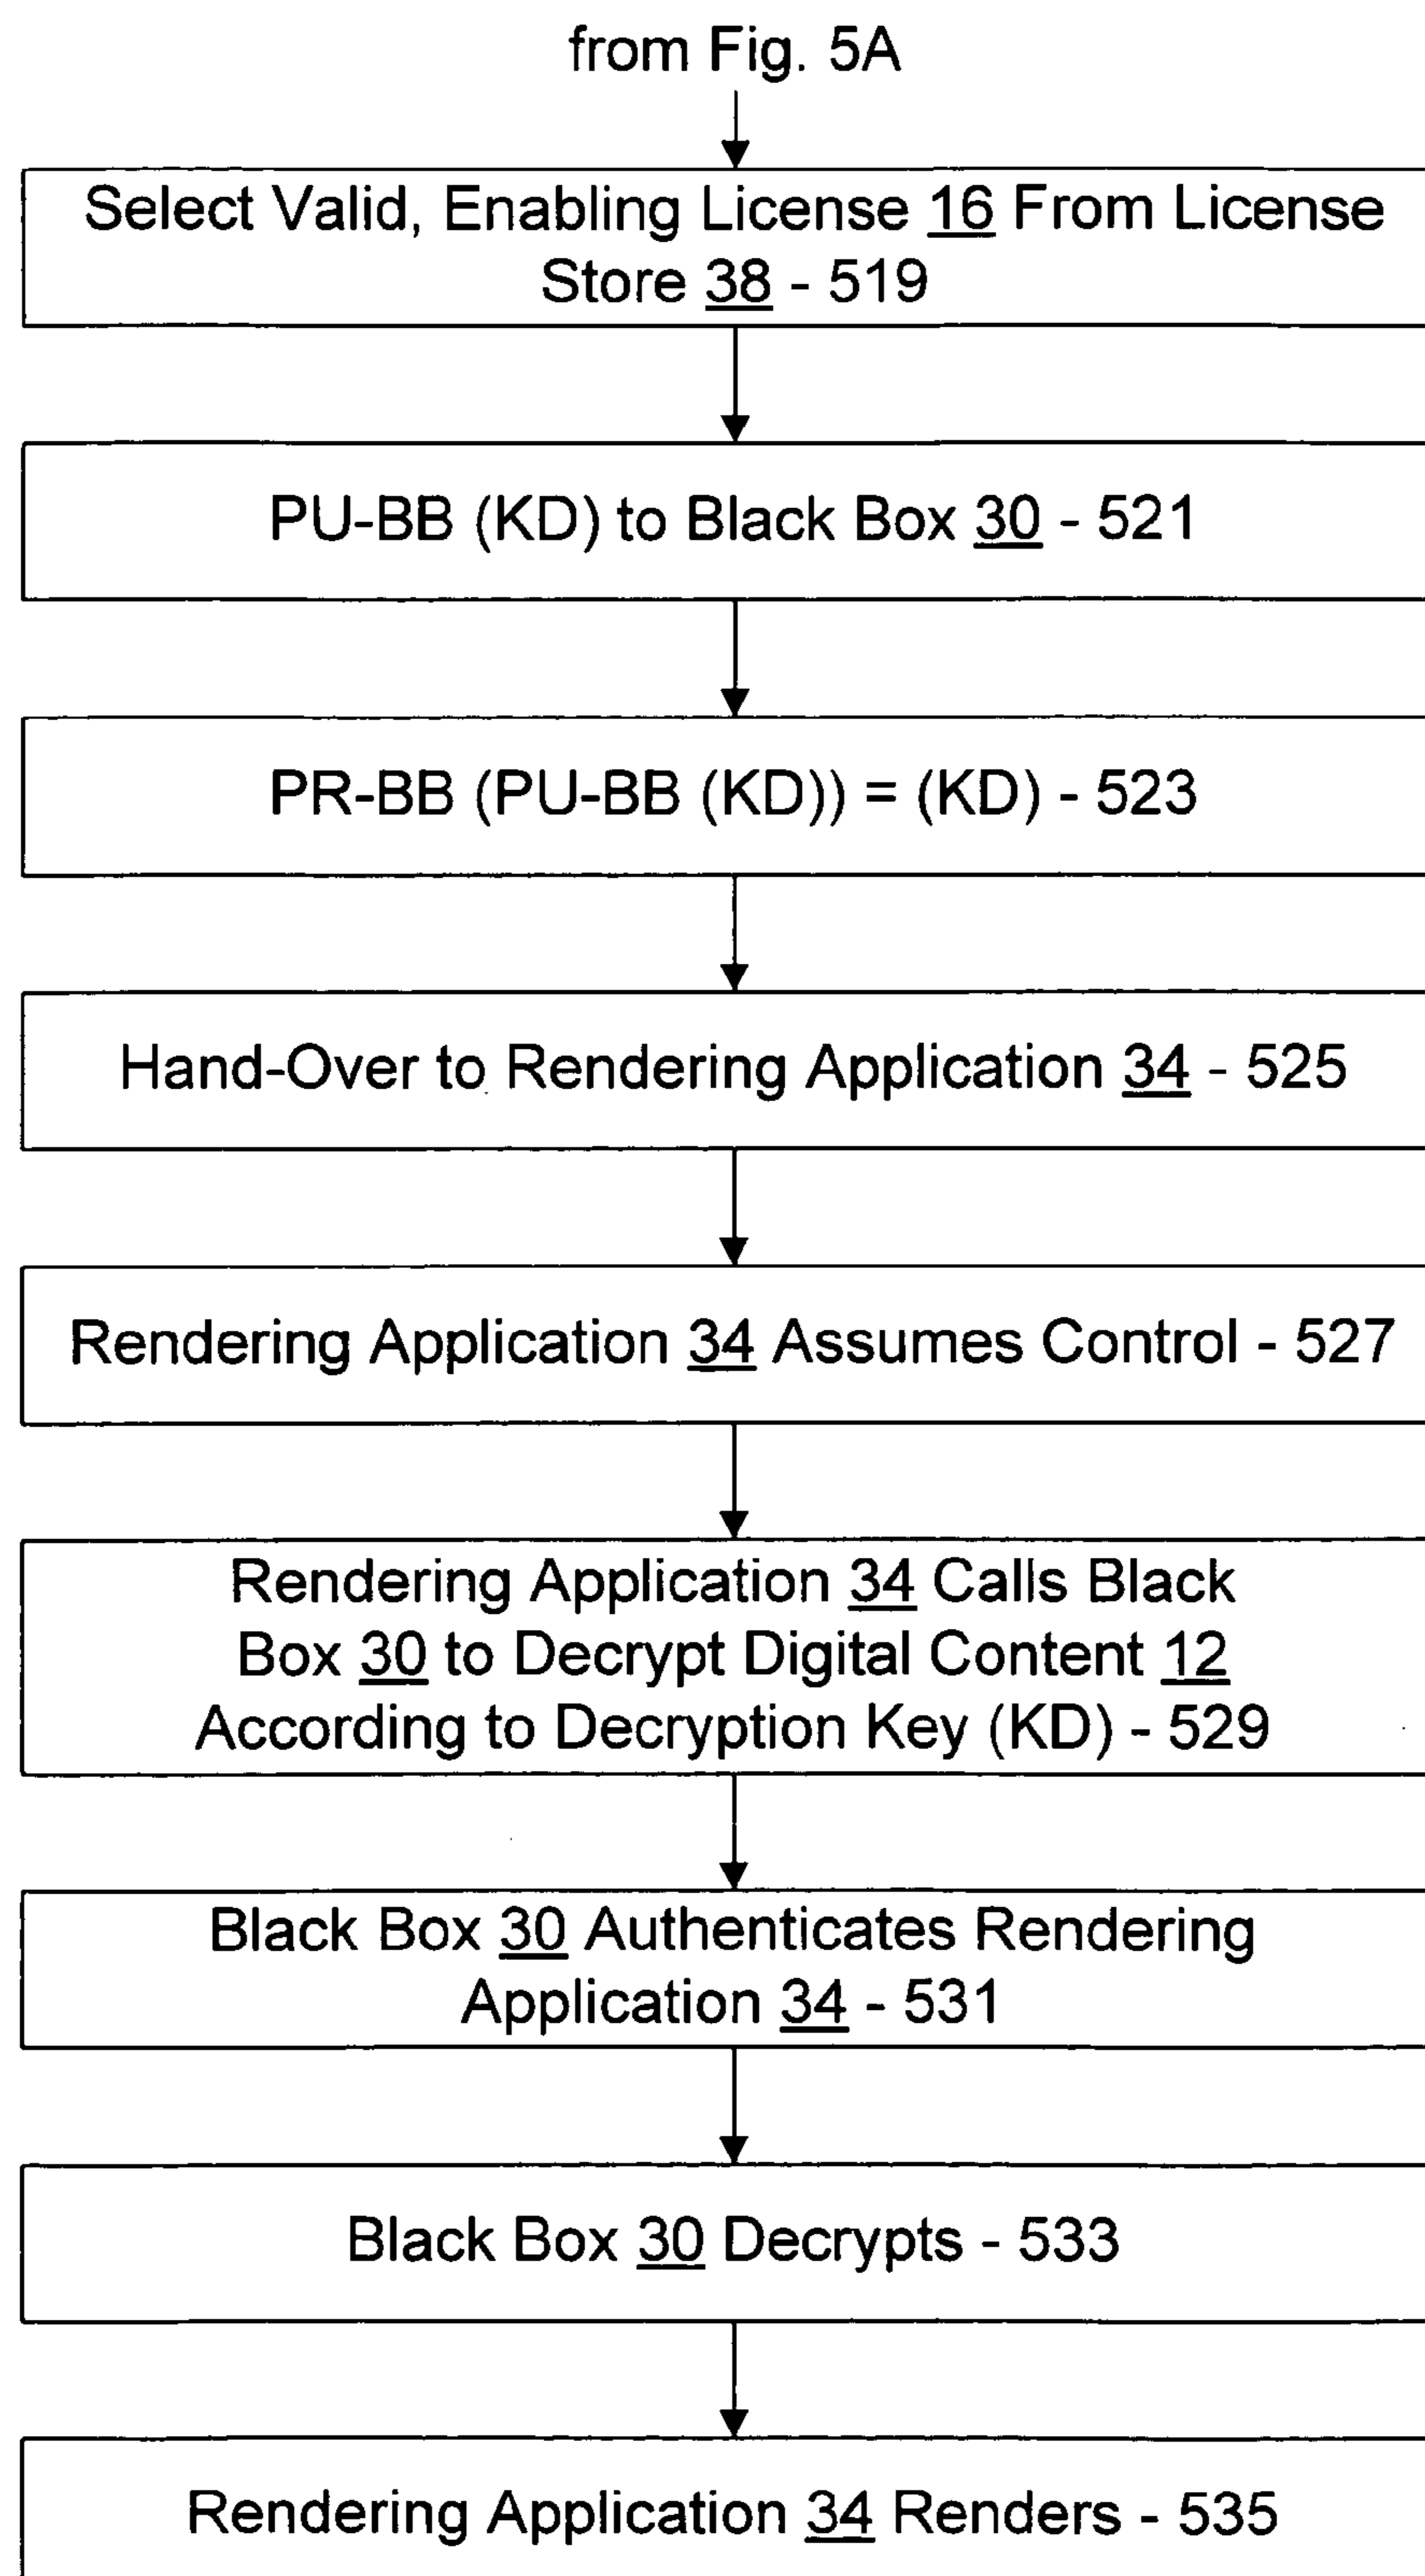 from Fig. 5A
Select Valid, Enabling License 16 From License
Store 38 - 519
PU-BB (KD) to Black Box 30 - 521
PR-BB (PU-BB (KD)) = (KD) - 523
Hand-Over to Rendering Application 34 - 525
Rendering Application 34 Assumes Control - 527
Rendering Application 34 Calls Black
Box 30 to Decrypt Digital Content 12
According to Decryption Key (KD) - 529
Black Box 30 Authenticates Rendering
Application 34 - 531
Black Box 30 Decrypts - 533
Rendering Application 34 Renders - 535